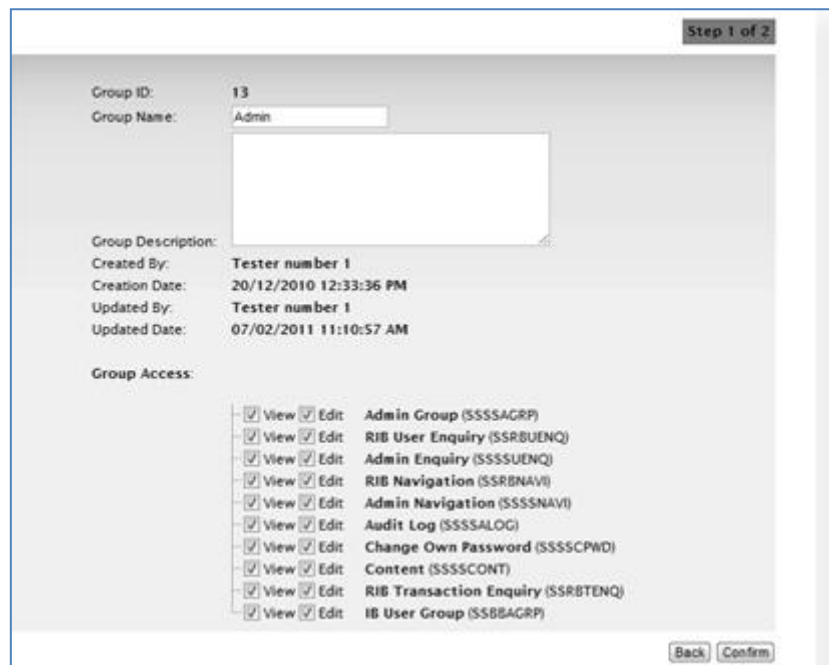 Step 1 of 2
Group ID: 13
Group Name: Admin
Group Description:
Created By: Tester number 1
Creation Date: 20/12/2010 12:33:36 PM
Updated By: Tester number 1
Updated Date: 07/02/2011 11:10:57 AM
Group Access:
View Edit Admin Group (SSSSAGRP)
View Edit RIB User Enquiry (SSRBUENQ)
View Edit Admin Enquiry (SSSSUENQ)
View Edit RIB Navigation (SSRBNAVI)
View Edit Admin Navigation (SSSSNAVI)
View Edit Audit Log (SSSSALOG)
View Edit Change Own Password (SSSSCPWD)
View Edit Content (SSSSCONT)
View Edit RIB Transaction Enquiry (SSRBTENQ)
View Edit IB User Group (SSBBAGRP)
Back Confirm